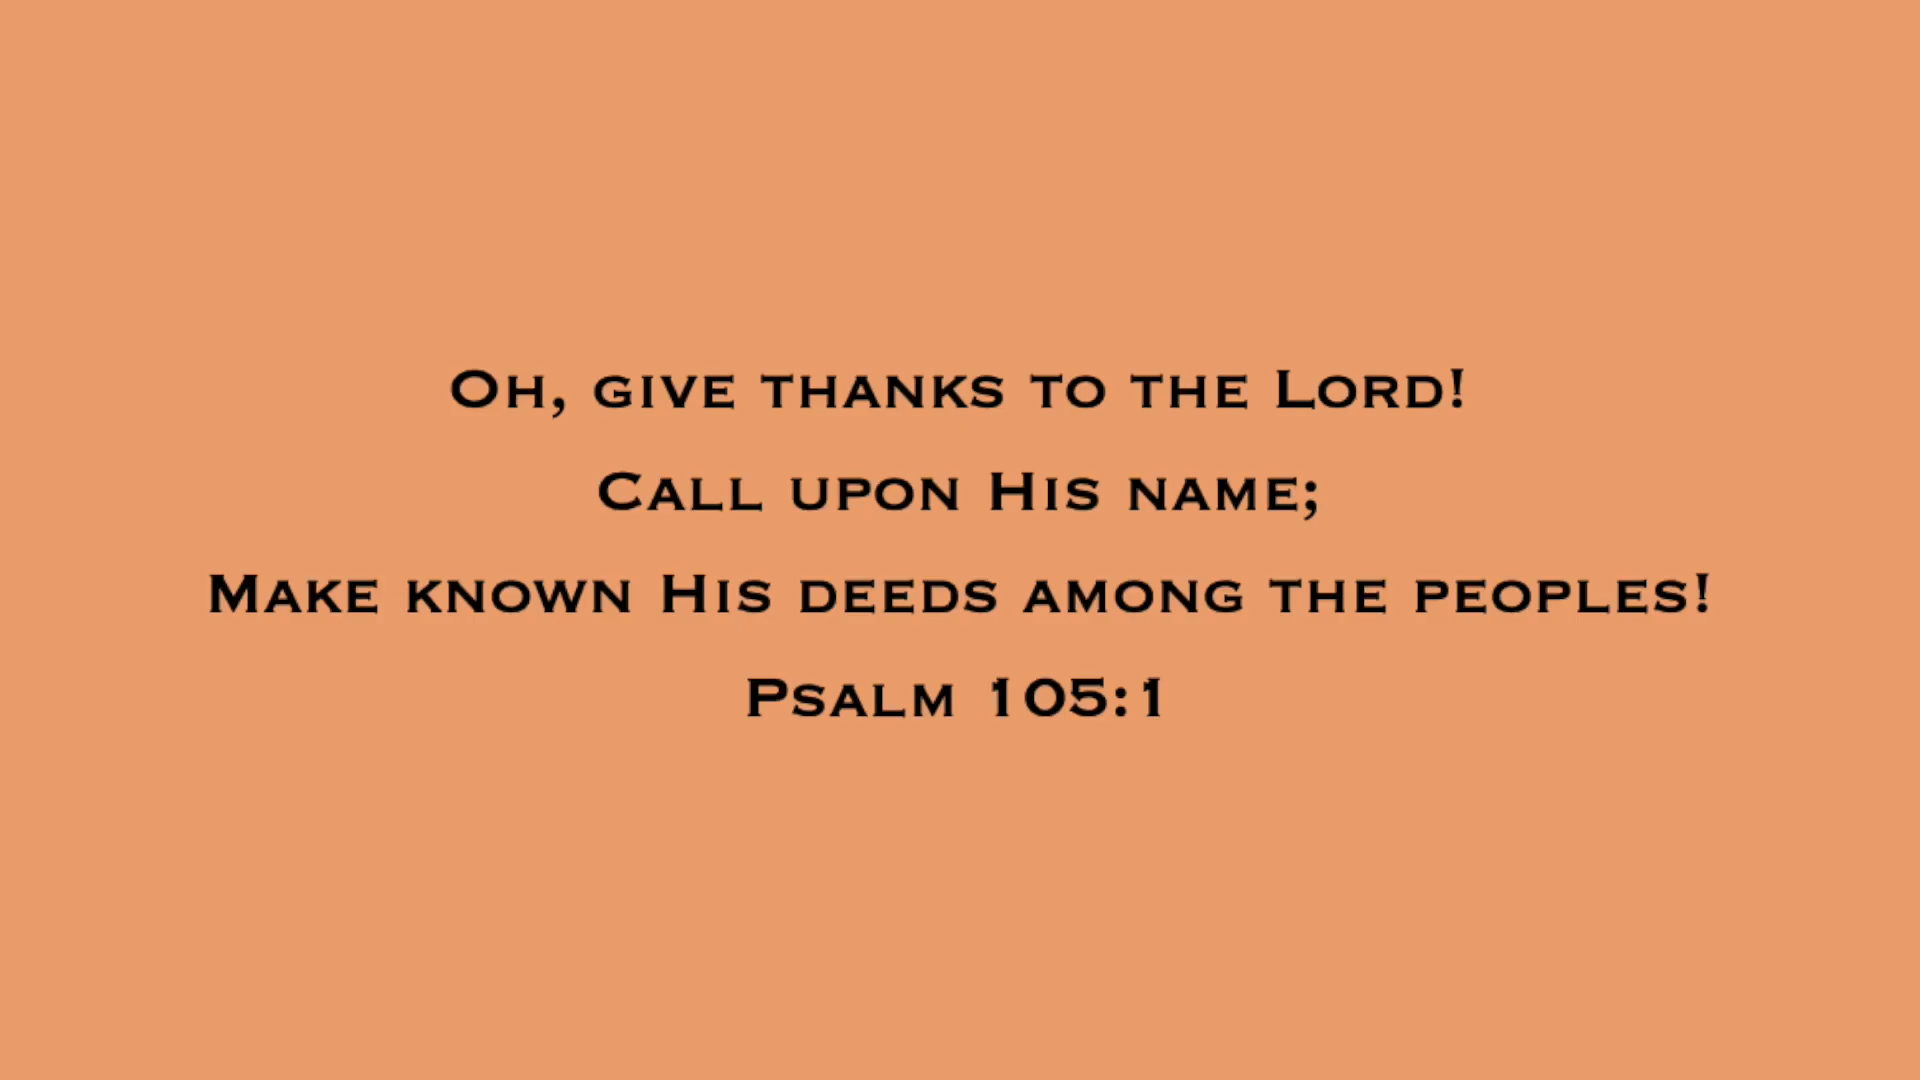 Oh, give thanks to the Lord!
Call upon His name;
Make known His deeds among the peoples!
Psalm 105:1